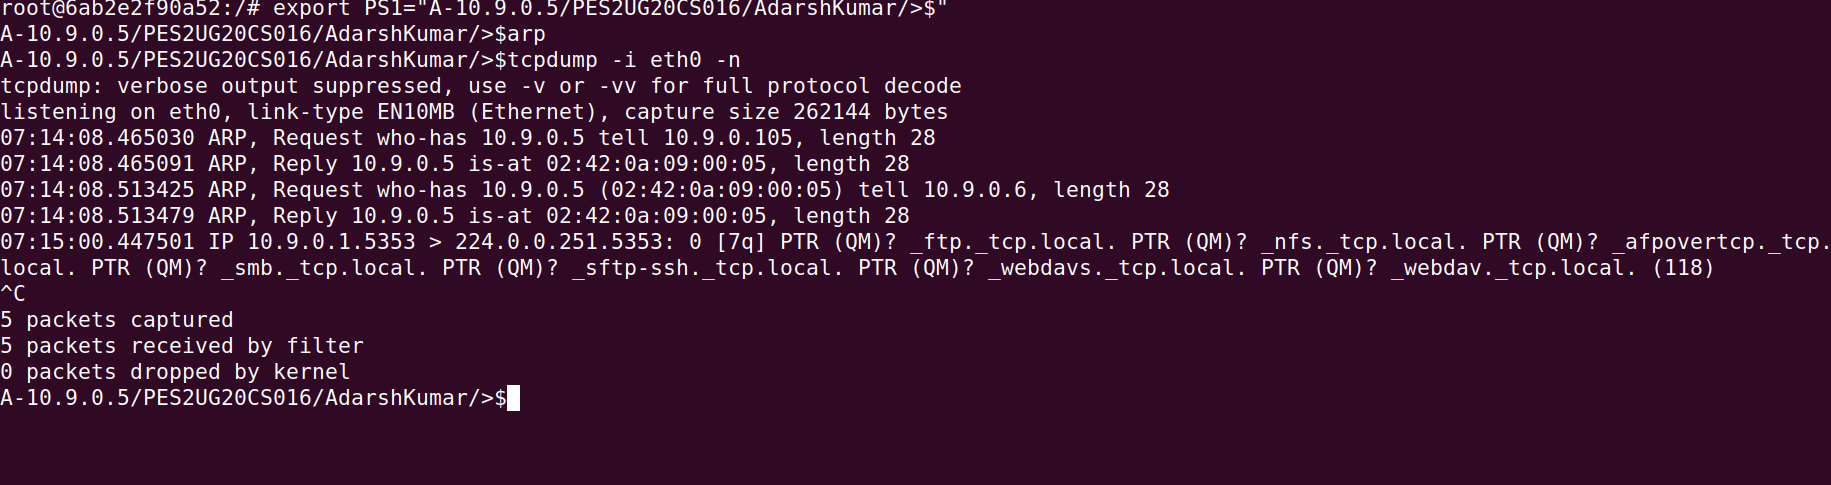 root@6ab2e2f90a52:/# export PS1="A-10.9.0.5/PES2UG20CS016/AdarshKumar/>$"
A-10.9.0.5/PES2UG20CS016/AdarshKumar/>$arp
A-10.9.0.5/PES2UG20CS016/AdarshKumar/>$tcpdump -i eth0 -n
tcpdump: verbose output suppressed, use -v or -vv for full protocol decode
listening on eth0, link-type EN10MB (Ethernet), capture size 262144 bytes
07:14:08.465030 ARP, Request who-has 10.9.0.5 tell 10.9.0.105, length 28
07:14:08.465091 ARP, Reply 10.9.0.5 is-at 02:42:0a:09:00:05, length 28
07:14:08.513425 ARP, Request who-has 10.9.0.5 (02:42:0a:09:00:05) tell 10.9.0.6, length 28
07:14:08.513479 ARP, Reply 10.9.0.5 is-at 02:42:0a:09:00:05, length 28
07:15:00.447501 IP 10.9.0.1.5353 > 224.0.0.251.5353: 0 [7q] PTR (QM)? _ftp._tcp.local. PTR (QM)? _nfs._tcp.local. PTR (QM)? _afpovertcp._tcp.
local. PTR (QM)? _smb._tcp.local. PTR (QM)? _sftp-ssh._tcp.local. PTR (QM)? _webdavs._tcp.local. PTR (QM)? _webdav._tcp.local. (118)
^C
5 packets captured
5 packets received by filter
0 packets dropped by kernel
A-10.9.0.5/PES2UG20CS016/AdarshKumar/>$